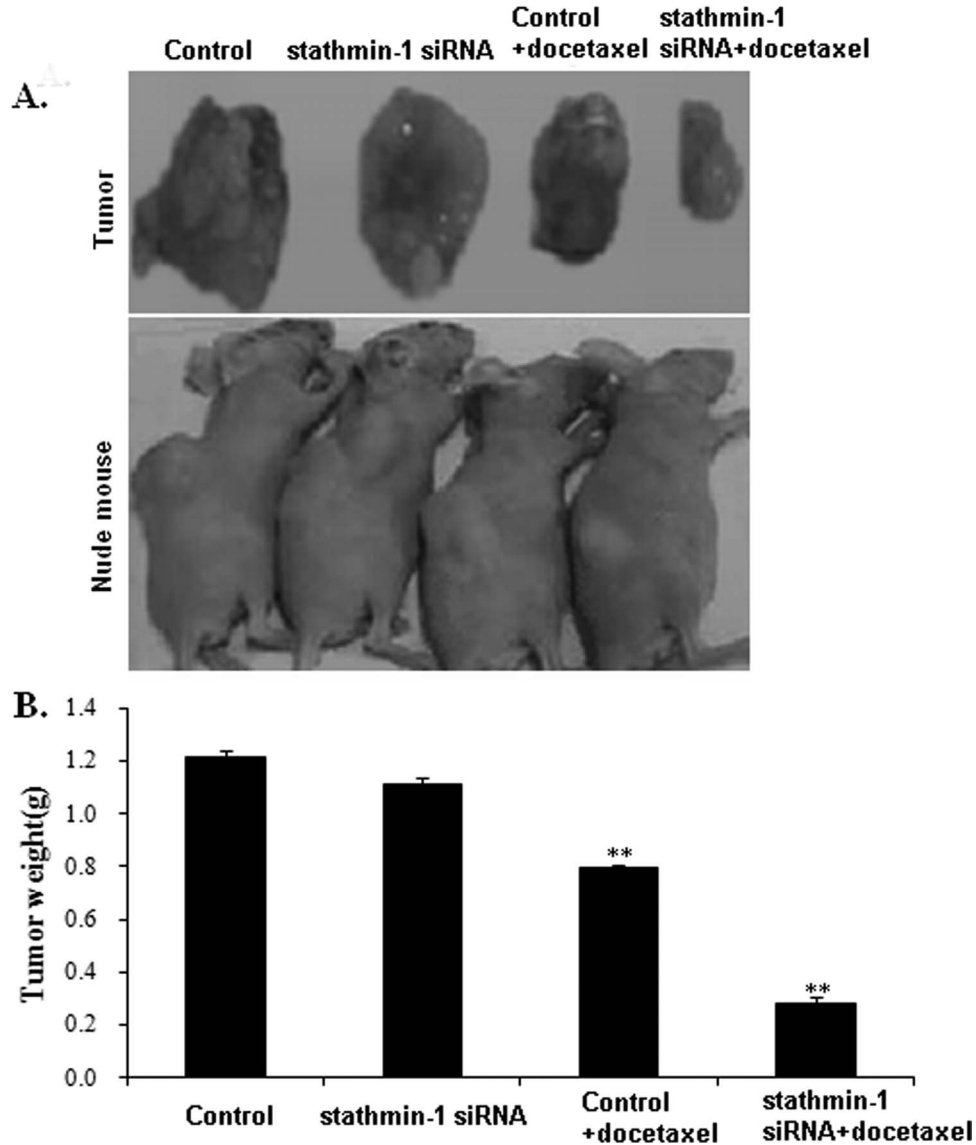 Control
stathmin-1 siRNA
Control
+docetaxel
stathmin-1
siRNA+docetaxel
A.
A.
Tumor
Nude mouse
B.
Tumor weight(g)
1.4
1.2
1.0
0.8
0.6
0.4
0.2
0.0
**
**
Control
stathmin-1 siRNA
Control
+docetaxel
stathmin-1
siRNA+docetaxel